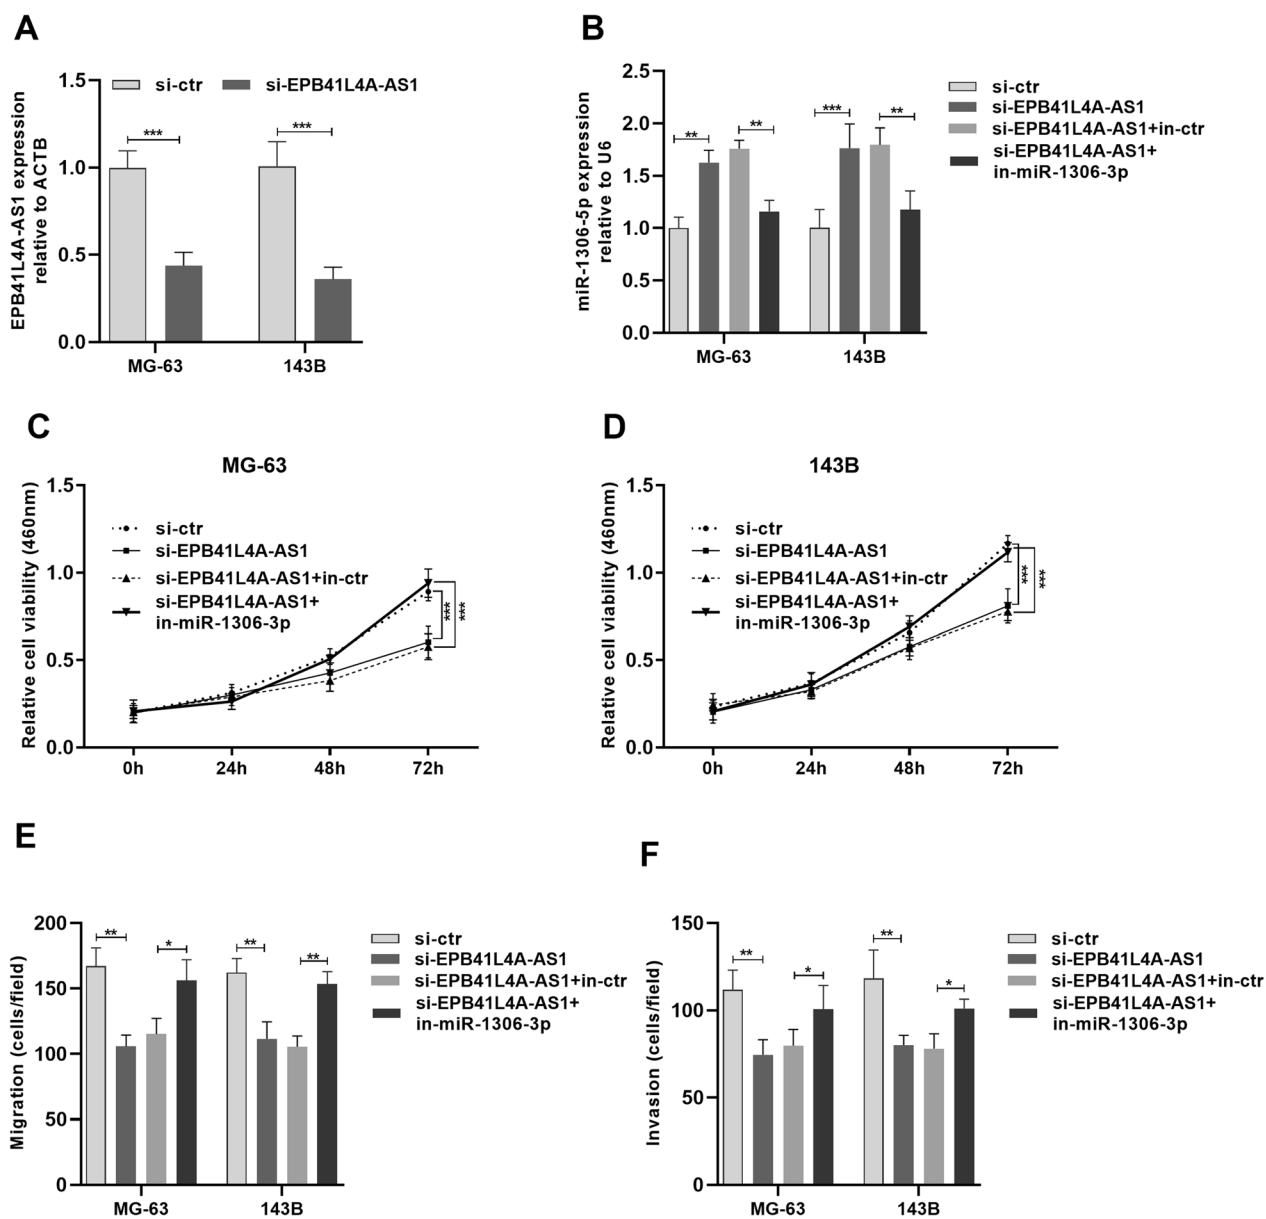 A
EPB41L4A-AS1 expression
relative to ACTB
si-ctr si-EPB41L4A-AS1
1.5
1.0
0.5
0.0
*** ***
MG-63 143B
B
miR-1306-5p expression
relative to U6
2.5
2.0
1.5
1.0
0.5
0.0
** ** *** **
MG-63 143B
si-ctr
si-EPB41L4A-AS1
si-EPB41L4A-AS1+in-ctr
si-EPB41L4A-AS1+
in-miR-1306-3p
C
MG-63
Relative cell viability (460nm)
1.5
1.0
0.5
0.0
si-ctr
si-EPB41L4A-AS1
si-EPB41L4A-AS1+in-ctr
si-EPB41L4A-AS1+
in-miR-1306-3p
*** ***
0h 24h 48h 72h
D
143B
Relative cell viability (460nm)
1.5
1.0
0.5
0.0
si-ctr
si-EPB41L4A-AS1
si-EPB41L4A-AS1+in-ctr
si-EPB41L4A-AS1+
in-miR-1306-3p
*** ***
0h 24h 48h 72h
E
Migration (cells/field)
200
150
100
50
0
** * ** **
MG-63 143B
si-ctr
si-EPB41L4A-AS1
si-EPB41L4A-AS1+in-ctr
si-EPB41L4A-AS1+
in-miR-1306-3p
F
Invasion (cells/field)
150
100
50
0
** * ** *
MG-63 143B
si-ctr
si-EPB41L4A-AS1
si-EPB41L4A-AS1+in-ctr
si-EPB41L4A-AS1+
in-miR-1306-3p